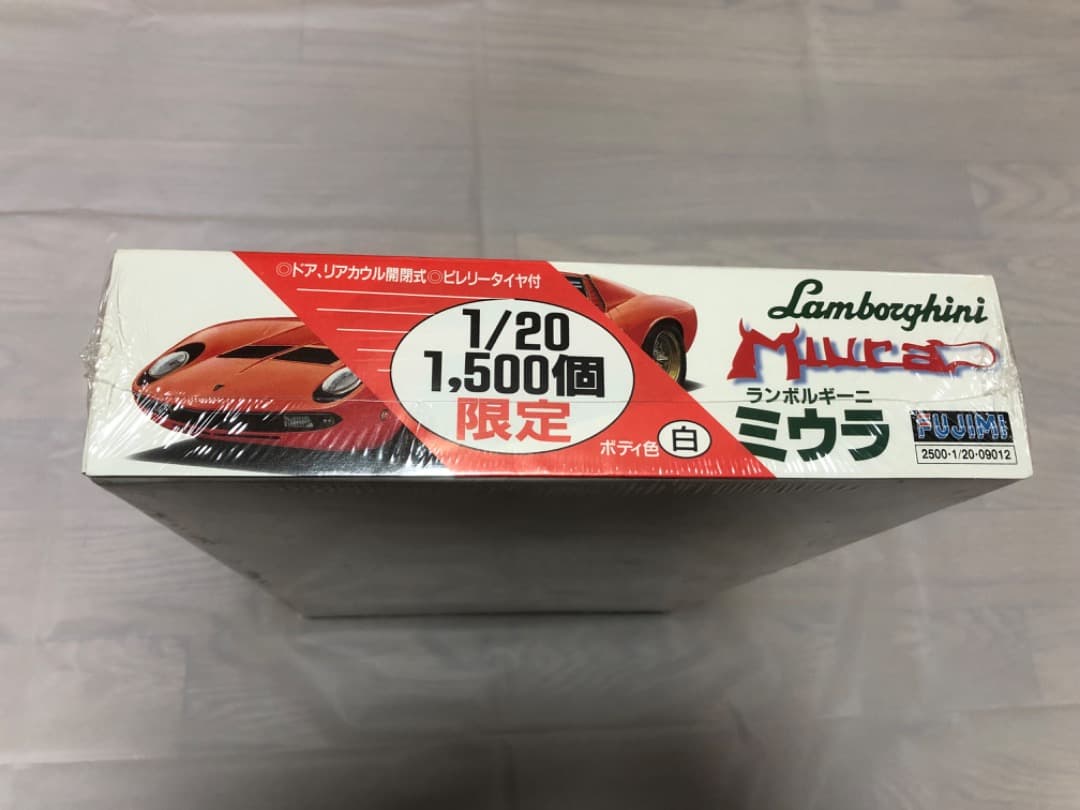 ◎ドア、リアカウル開閉式◎ピレリータイヤ付
1/20
1,500個
限定
ボディ色 白
Lamborghini
Miura
ランボルギーニ
ミウラ
FUJIMI
2500・1/20・09012